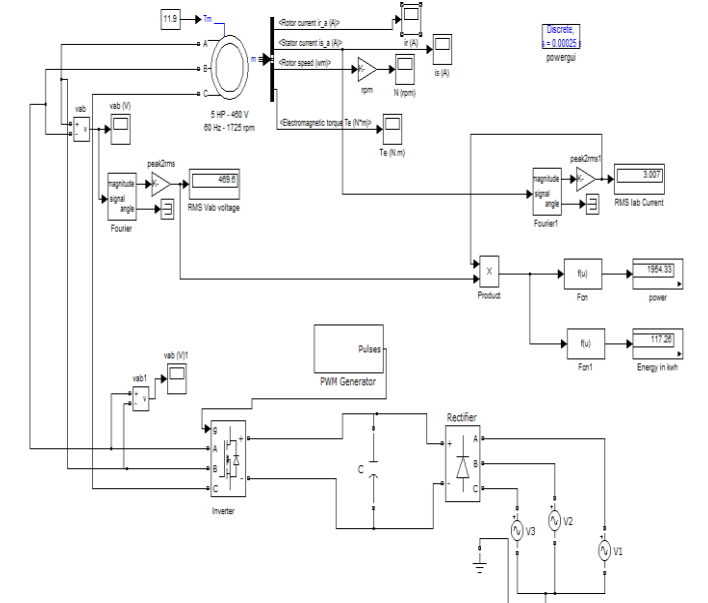 11.9
Tm
<Rotor current ir_a (A)>
ir (A)
<Stator current is_a (A)>
is (A)
<Rotor speed (wm)>
m
A
B
C
K-
rpm
N (rpm)
<Electromagnetic torque Te (N*m)>
Te (N.m)
5 HP - 460 V
60 Hz - 1725 rpm
Discrete,
s = 0.00025 s
powergui
vab
+
-
v
vab (V)
magnitude
signal
angle
Fourier
peak2rms
K-
469.6
RMS Vab voltage
magnitude
signal
angle
Fourier1
peak2rms1
K-
3.007
RMS Iab Current
X
Product
f(u)
Fcn
1954.33
power
f(u)
Fcn1
117.26
Energy in kwh
Pulses
PWM Generator
vab (V)1
vab1
+
-
v
g
A
B
C
+
-
Inverter
C
Rectifier
+
-
A
B
C
+
V3
+
V2
+
V1